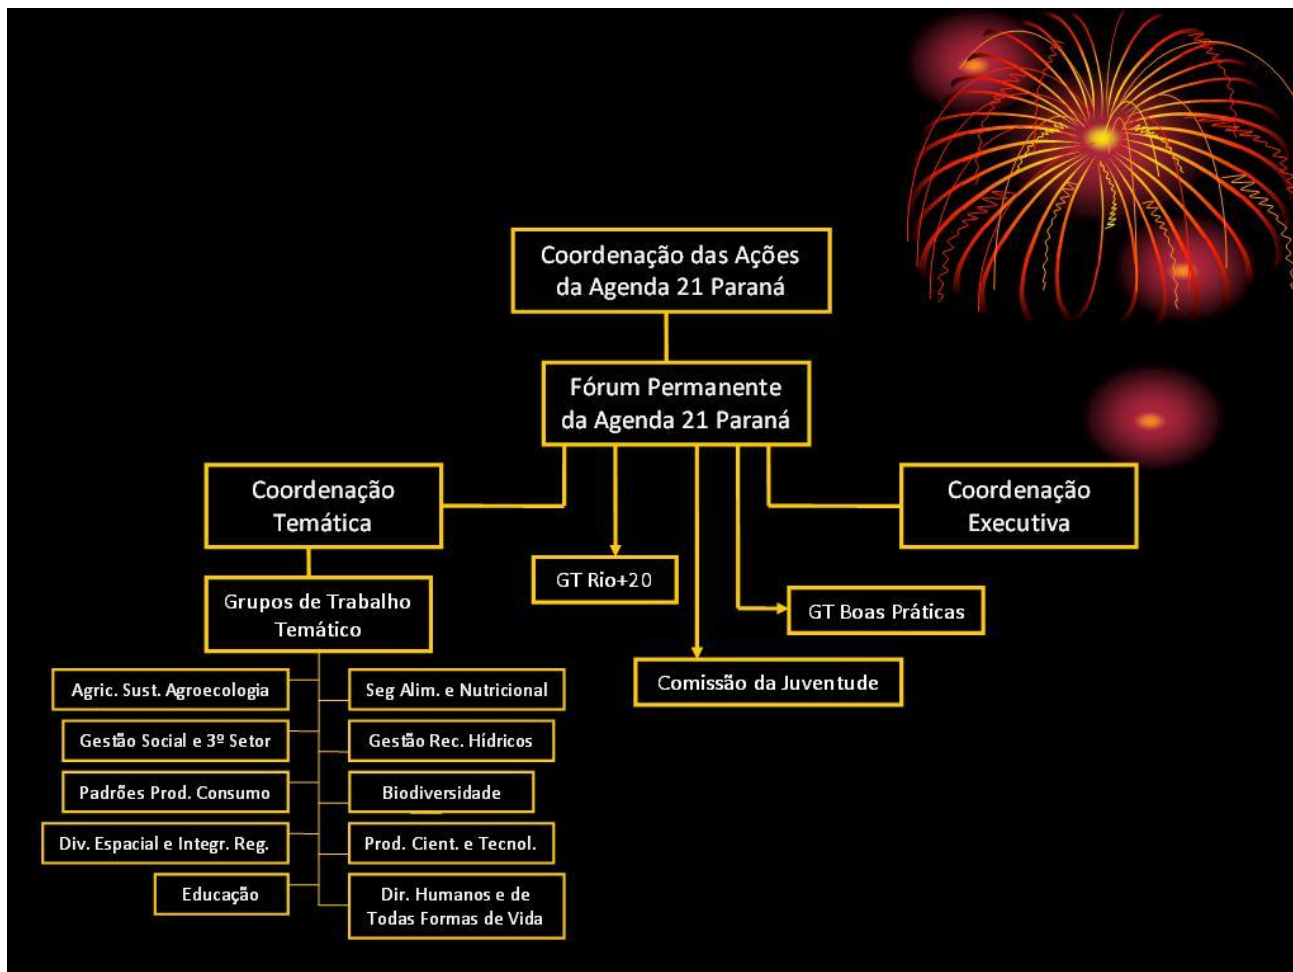 Coordenação das Ações
da Agenda 21 Paraná
Fórum Permanente
da Agenda 21 Paraná
Coordenação
Temática
Coordenação
Executiva
GT Rio+20
Grupos de Trabalho
Temático
GT Boas Práticas
Comissão da Juventude
Agric. Sust. Agroecologia
Seg Alim. e Nutricional
Gestão Social e 3º Setor
Gestão Rec. Hídricos
Padrões Prod. Consumo
Biodiversidade
Div. Espacial e Integr. Reg.
Prod. Cient. e Tecnol.
Educação
Dir. Humanos e de
Todas Formas de Vida